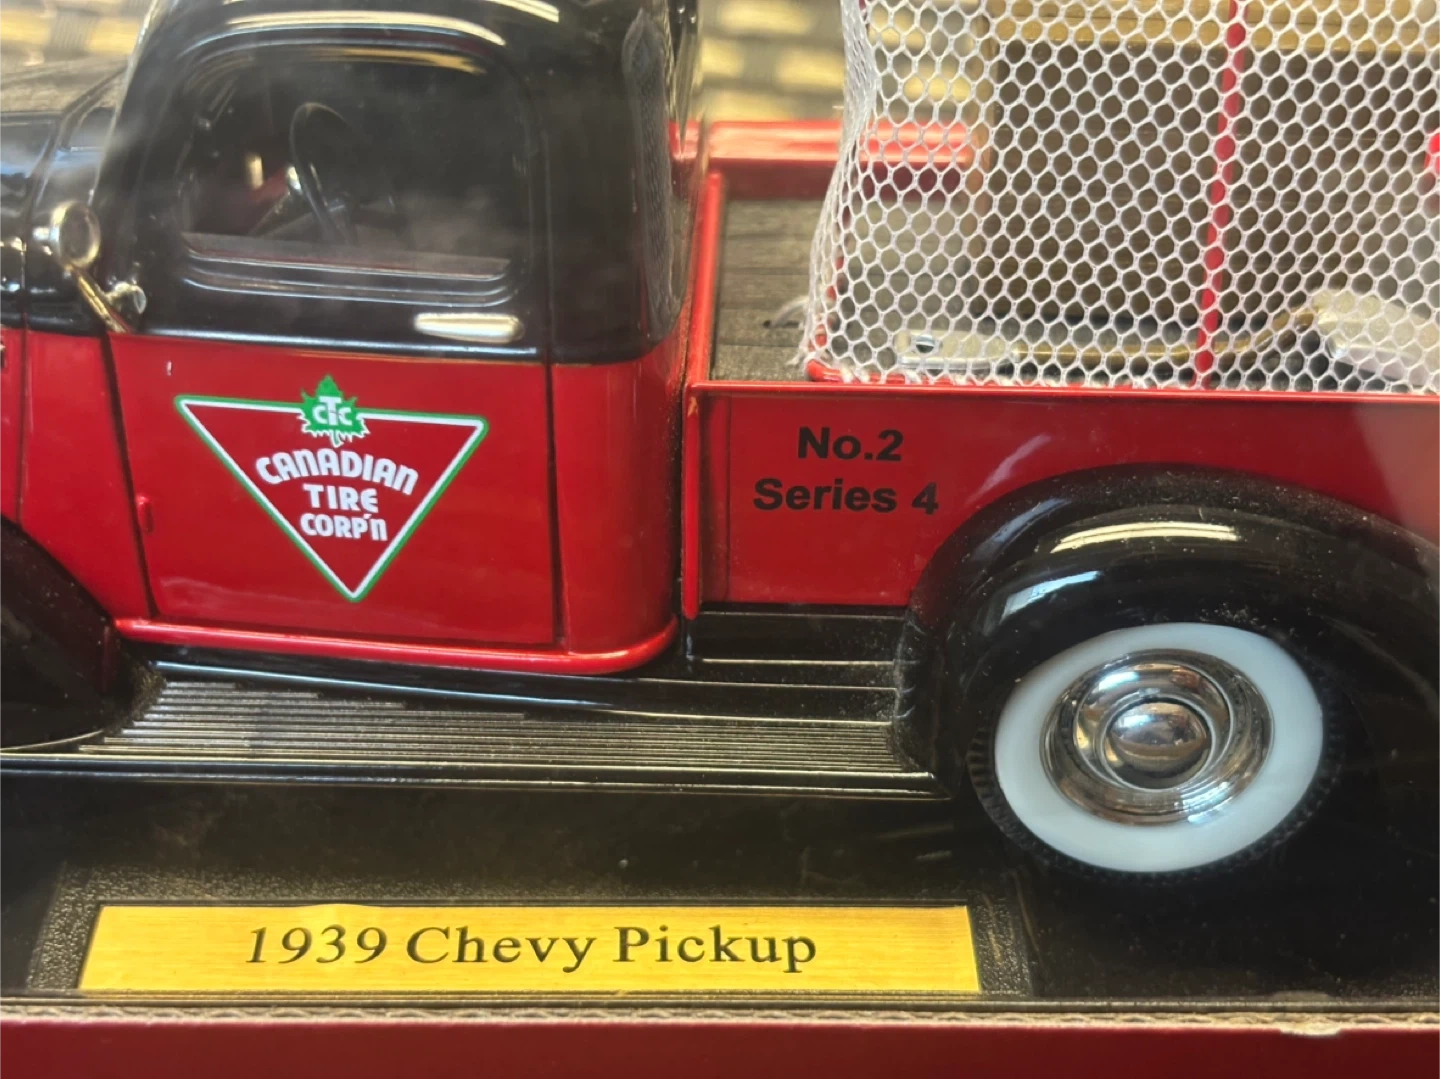 CTC
CANADIAN
TIRE
CORP'N
No.2
Series 4
1939 Chevy Pickup